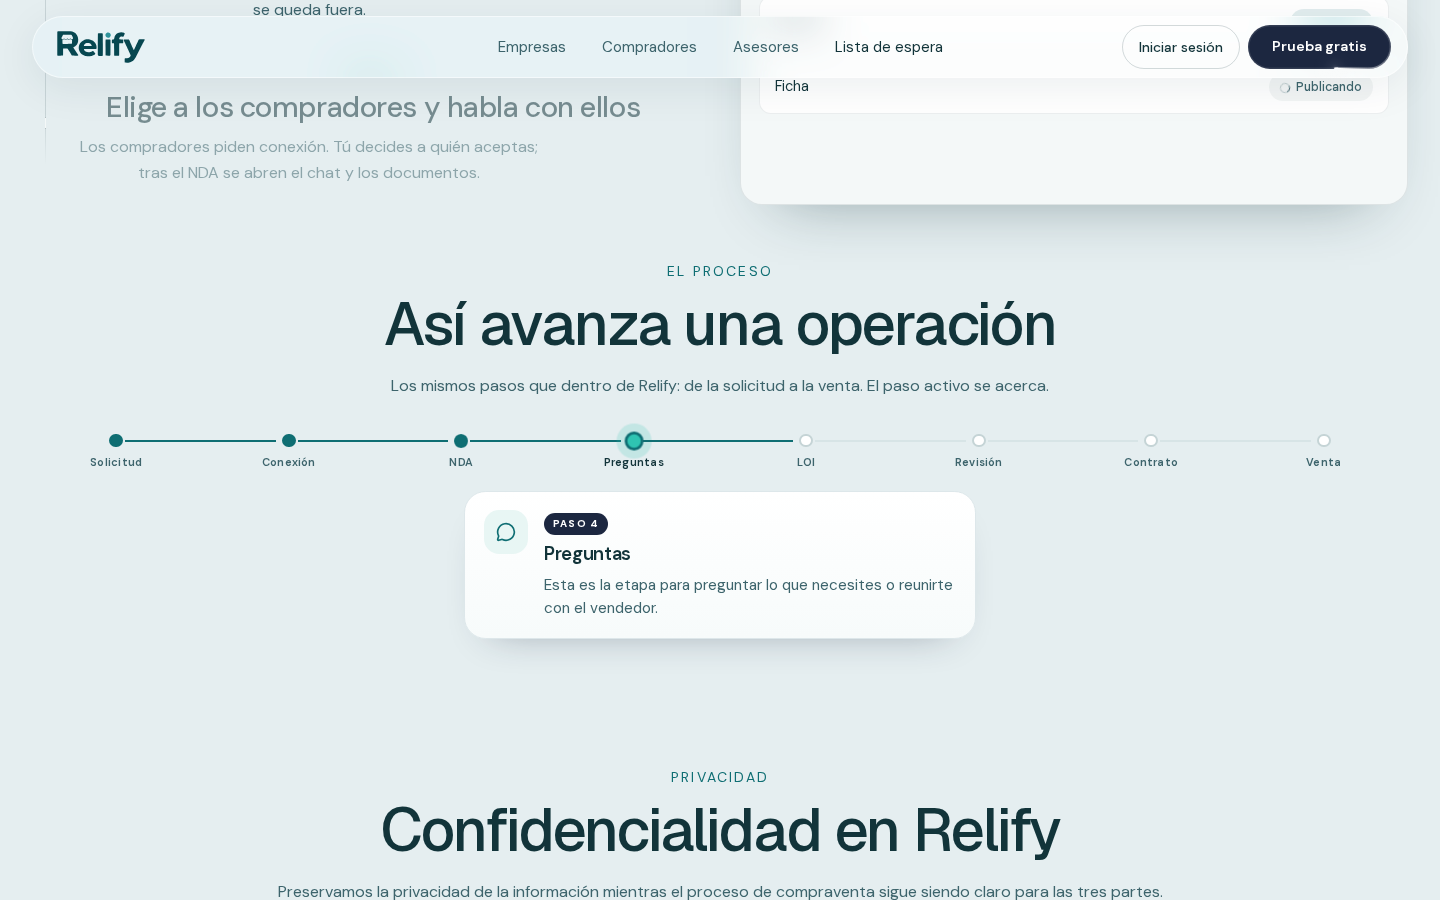 se queda fuera.
Relify
Empresas
Compradores
Asesores
Lista de espera
Iniciar sesión
Prueba gratis
Elige a los compradores y habla con ellos
Los compradores piden conexión. Tú decides a quién aceptas;
tras el NDA se abren el chat y los documentos.
Ficha
Publicando
EL PROCESO
Así avanza una operación
Los mismos pasos que dentro de Relify: de la solicitud a la venta. El paso activo se acerca.
Solicitud
Conexión
NDA
Preguntas
LOI
Revisión
Contrato
Venta
PASO 4
Preguntas
Esta es la etapa para preguntar lo que necesites o reunirte
con el vendedor.
PRIVACIDAD
Confidencialidad en Relify
Preservamos la privacidad de la información mientras el proceso de compraventa sigue siendo claro para las tres partes.